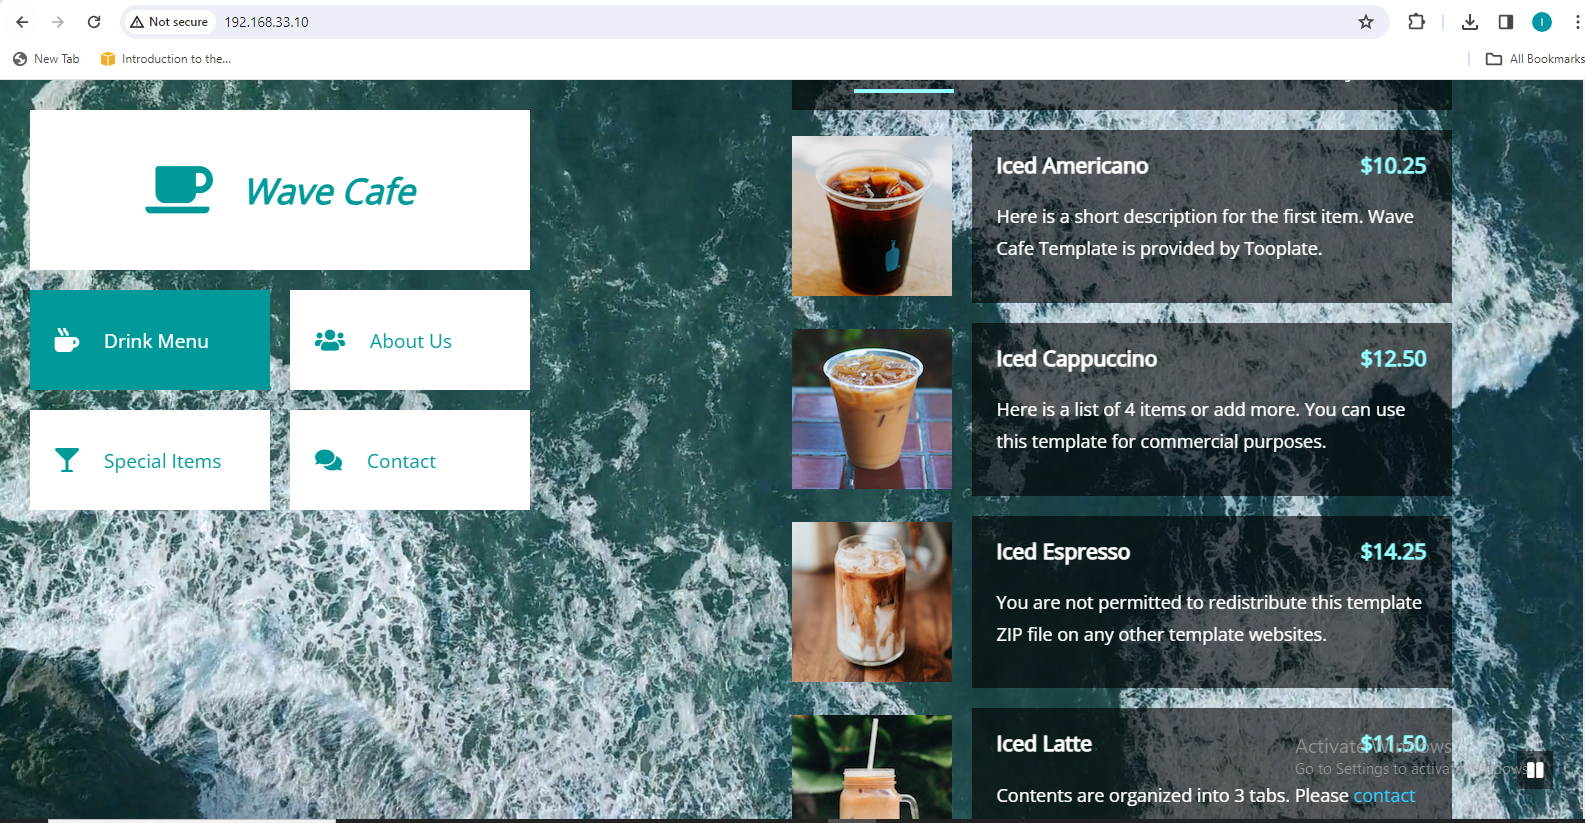 Not secure
192.168.33.10
New Tab
Introduction to the...
All Bookmarks
Wave Cafe
Drink Menu
About Us
Special Items
Contact
Iced Americano
$10.25
Here is a short description for the first item. Wave
Cafe Template is provided by Tooplate.
Iced Cappuccino
$12.50
Here is a list of 4 items or add more. You can use
this template for commercial purposes.
Iced Espresso
$14.25
You are not permitted to redistribute this template
ZIP file on any other template websites.
Iced Latte
$11.50
Contents are organized into 3 tabs. Please contact
Activate Windows
Go to Settings to activate Windows.